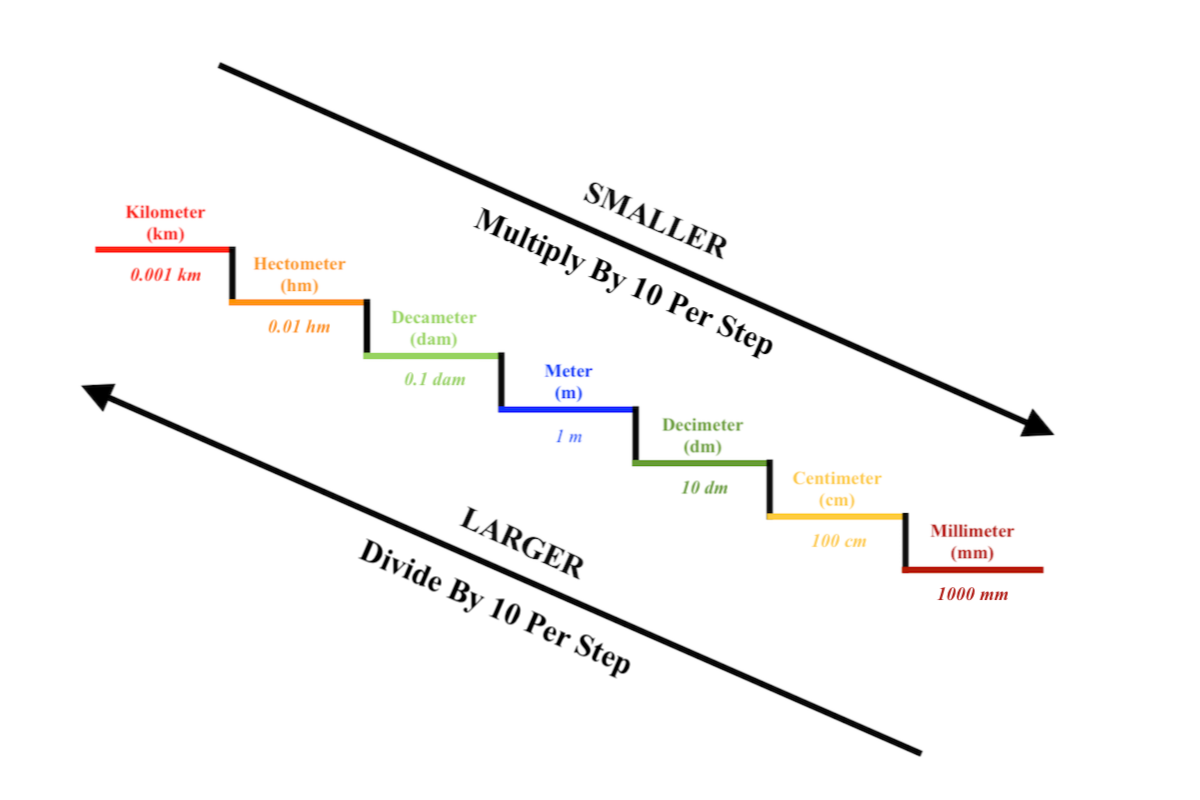 SMALLER
Multiply By 10 Per Step
Kilometer
(km)
0.001 km
Hectometer
(hm)
0.01 hm
Decameter
(dam)
0.1 dam
Meter
(m)
1 m
Decimeter
(dm)
10 dm
Centimeter
(cm)
100 cm
Millimeter
(mm)
1000 mm
LARGER
Divide By 10 Per Step